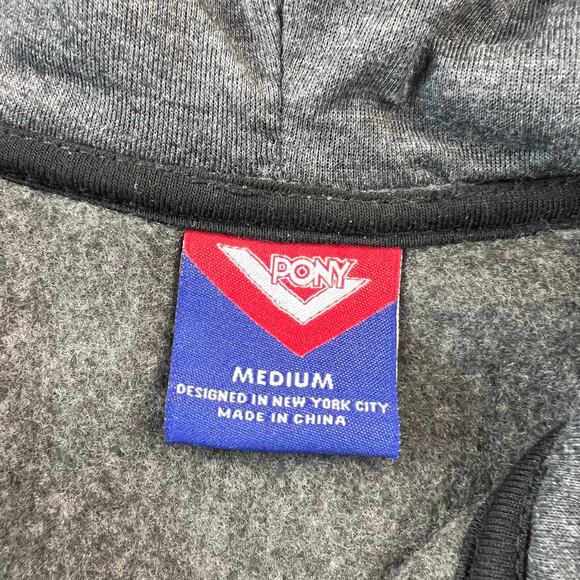 PONY
MEDIUM
DESIGNED IN NEW YORK CITY
MADE IN CHINA